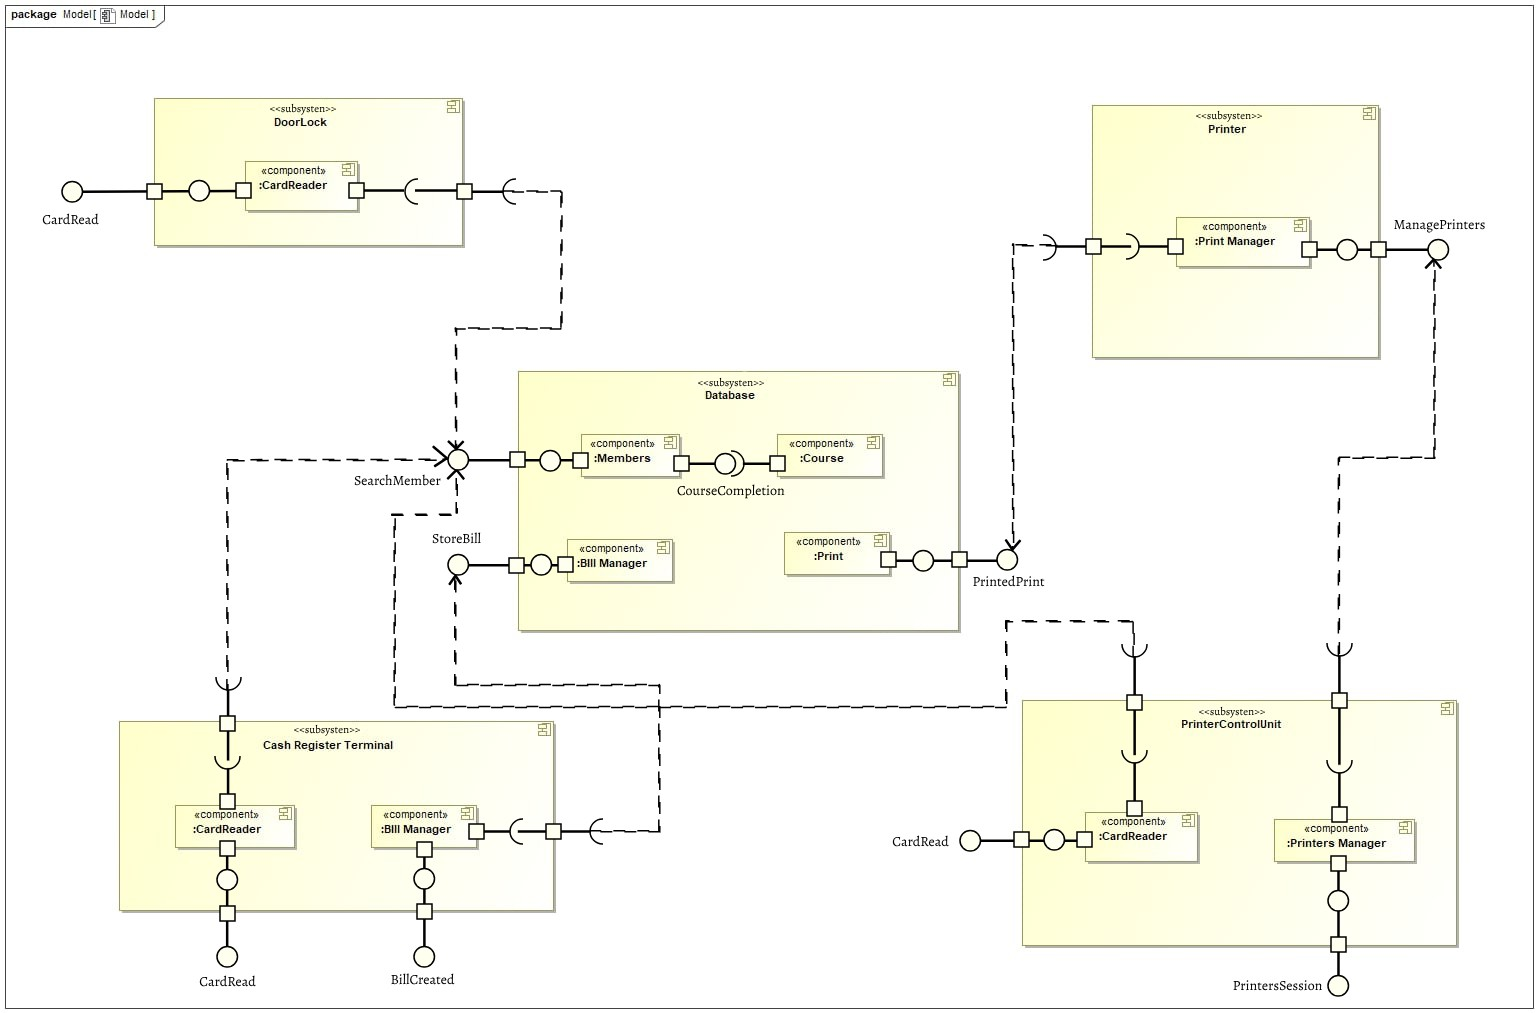 package Model[ Model ]
<<subsysten>>
DoorLock
«component»
:CardReader
CardRead
<<subsysten>>
Printer
«component»
:Print Manager
ManagePrinters
<<subsysten>>
Database
«component»
:Members
«component»
:Course
SearchMember
CourseCompletion
StoreBill
«component»
:BIll Manager
«component»
:Print
PrintedPrint
<<subsysten>>
Cash Register Terminal
«component»
:CardReader
«component»
:BIll Manager
CardRead
BillCreated
<<subsysten>>
PrinterControlUnit
«component»
:CardReader
CardRead
«component»
:Printers Manager
PrintersSession